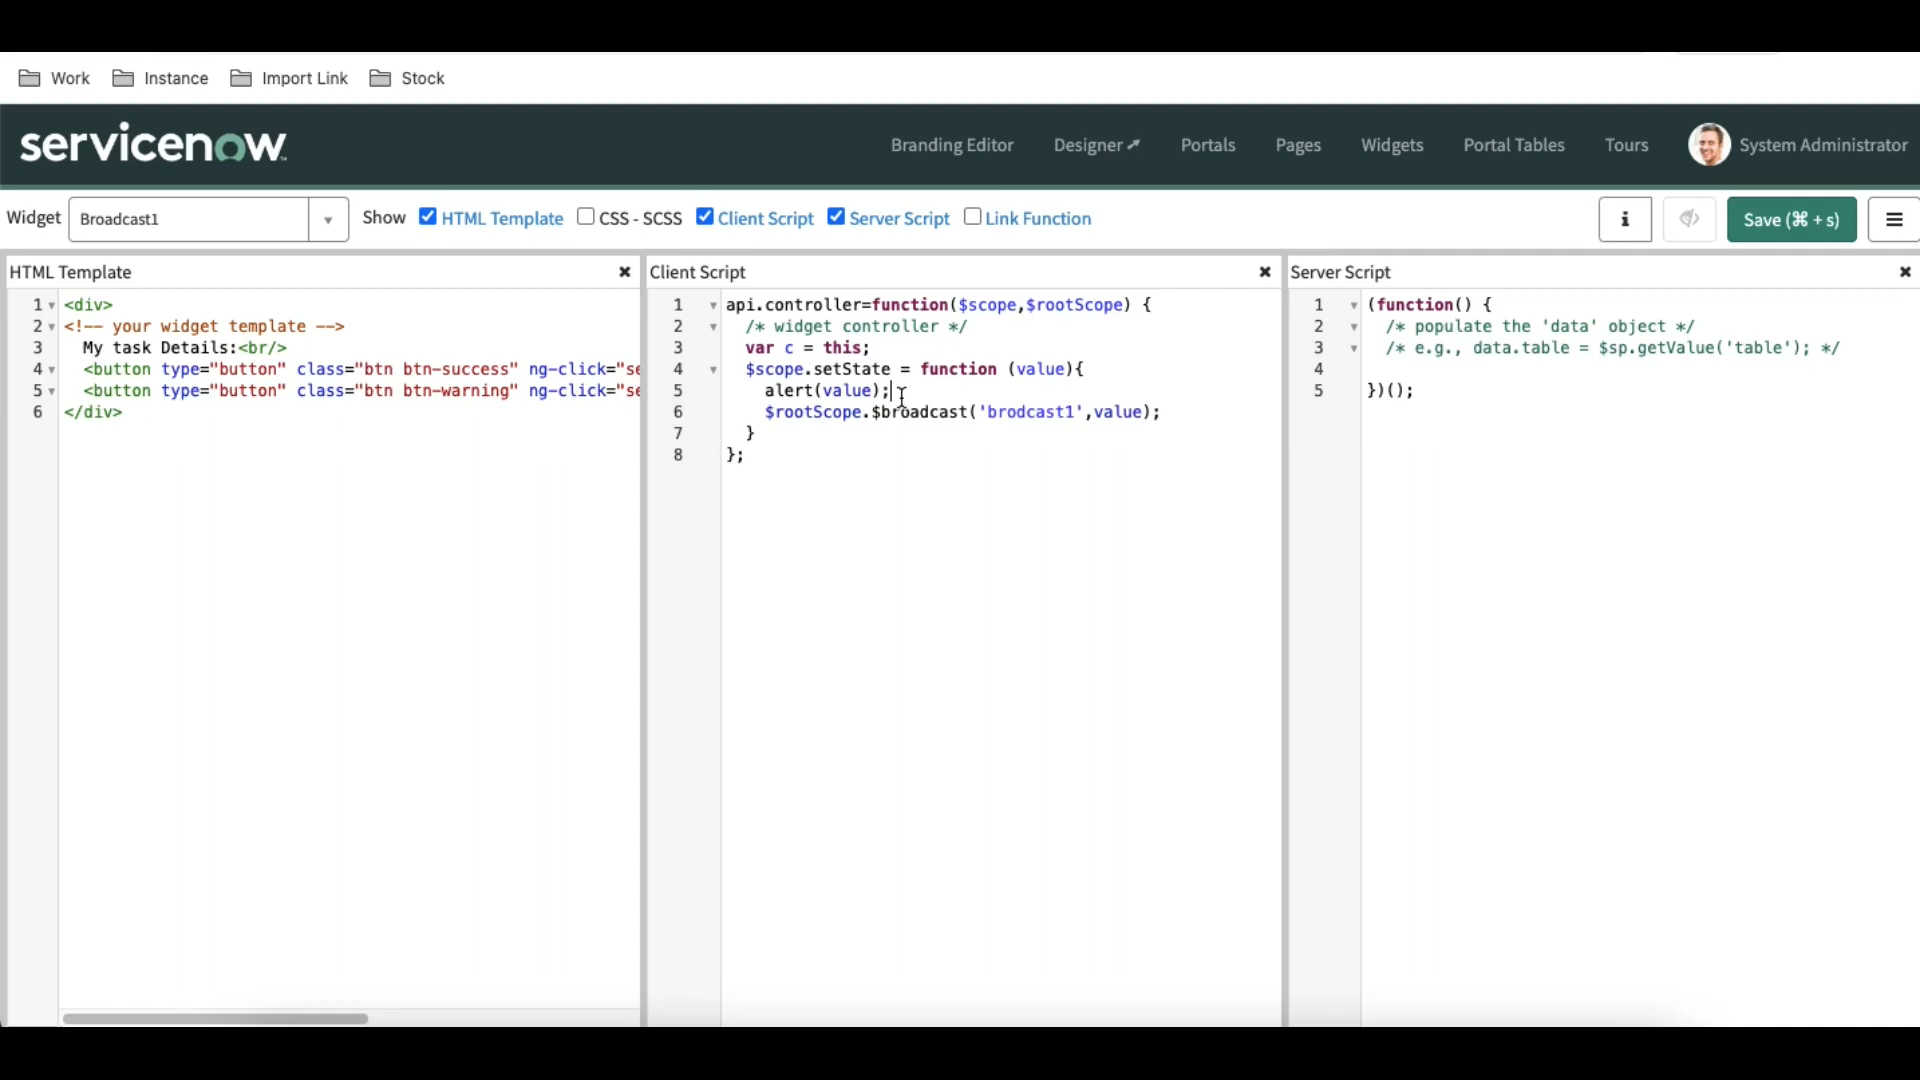 Work Instance Import Link Stock
servicenow
Branding Editor Designer Portals Pages Widgets Portal Tables Tours System Administrator
Widget Broadcast1 Show HTML Template CSS - SCSS Client Script Server Script Link Function i Save (⌘ + s)
HTML Template
1 <div>
2 <!-- your widget template -->
3 My task Details:<br/>
4 <button type="button" class="btn btn-success" ng-click="se
5 <button type="button" class="btn btn-warning" ng-click="se
6 </div>
Client Script
1 api.controller=function($scope,$rootScope) {
2 /* widget controller */
3 var c = this;
4 $scope.setState = function (value){
5 alert(value);
6 $rootScope.$broadcast('brodcast1',value);
7 }
8 };
Server Script
1 (function() {
2 /* populate the 'data' object */
3 /* e.g., data.table = $sp.getValue('table'); */
4
5 })();